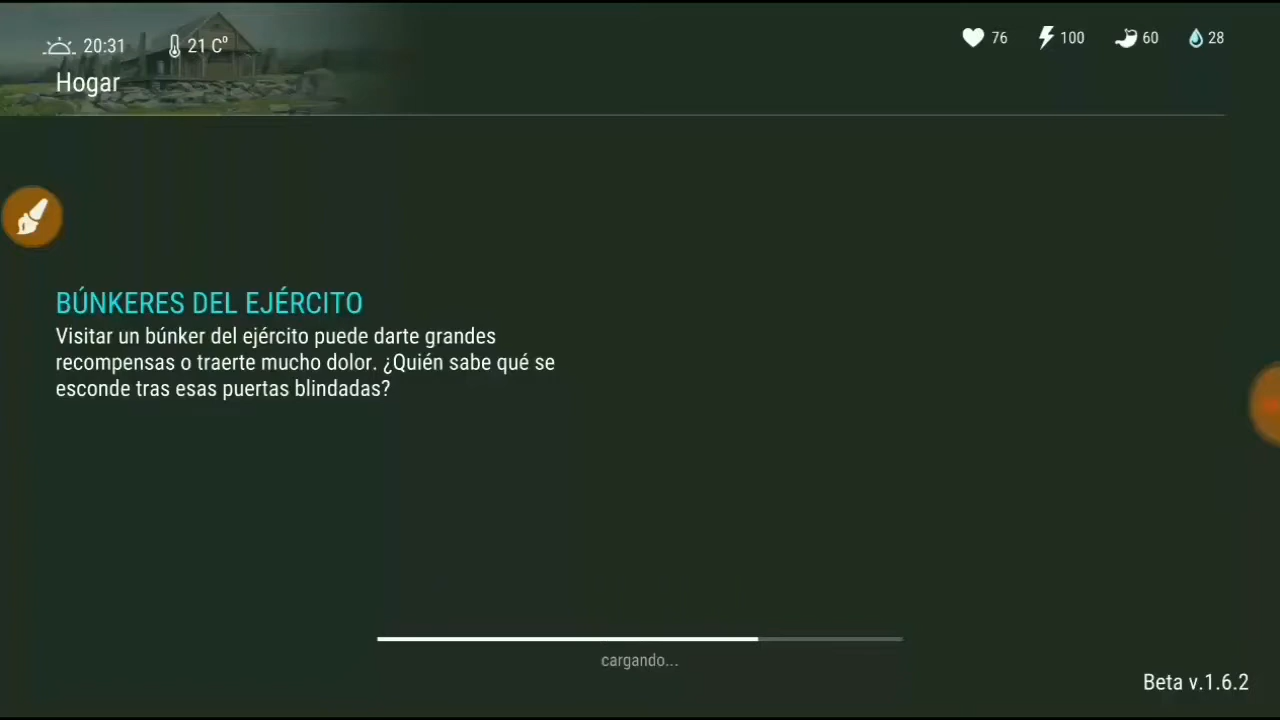 20:31 21 Cº
Hogar
76 100 60 28
BÚNKERES DEL EJÉRCITO
Visitar un búnker del ejército puede darte grandes
recompensas o traerte mucho dolor. ¿Quién sabe qué se
esconde tras esas puertas blindadas?
cargando...
Beta v.1.6.2